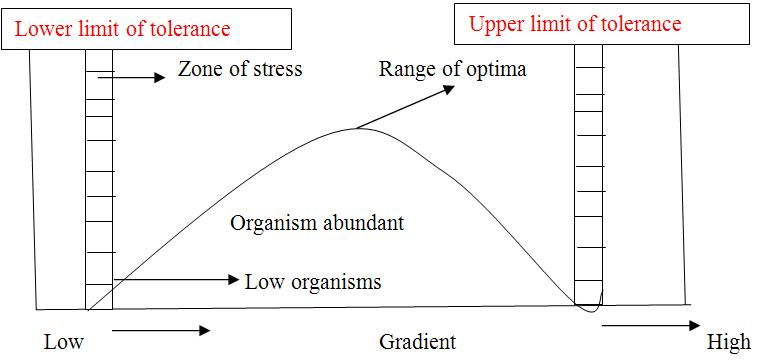 Lower limit of tolerance
Upper limit of tolerance
Zone of stress
Range of optima
Organism abundant
Low organisms
Low
Gradient
High